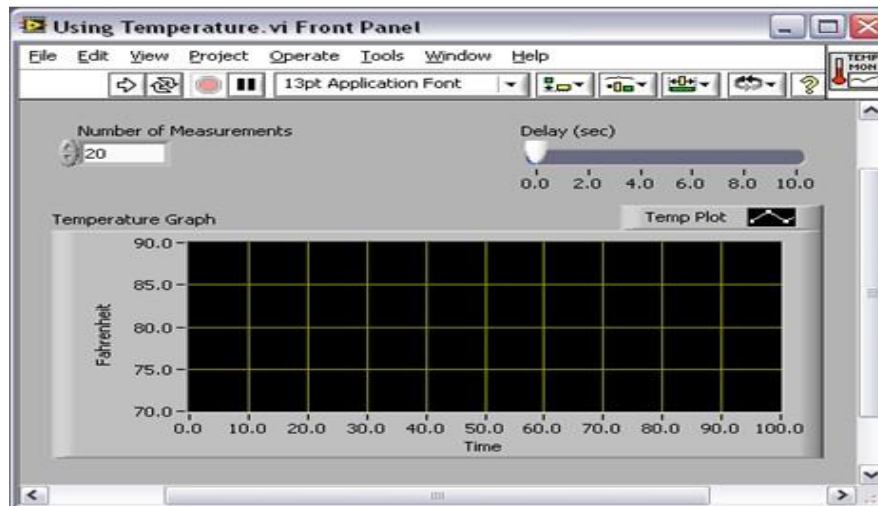 Using Temperature.vi Front Panel
File Edit View Project Operate Tools Window Help
13pt Application Font
TEMP
MON
Number of Measurements
20
Delay (sec)
0.0 2.0 4.0 6.0 8.0 10.0
Temperature Graph
Temp Plot
90.0
85.0
80.0
75.0
70.0
Fahrenheit
0.0 10.0 20.0 30.0 40.0 50.0 60.0 70.0 80.0 90.0 100.0
Time